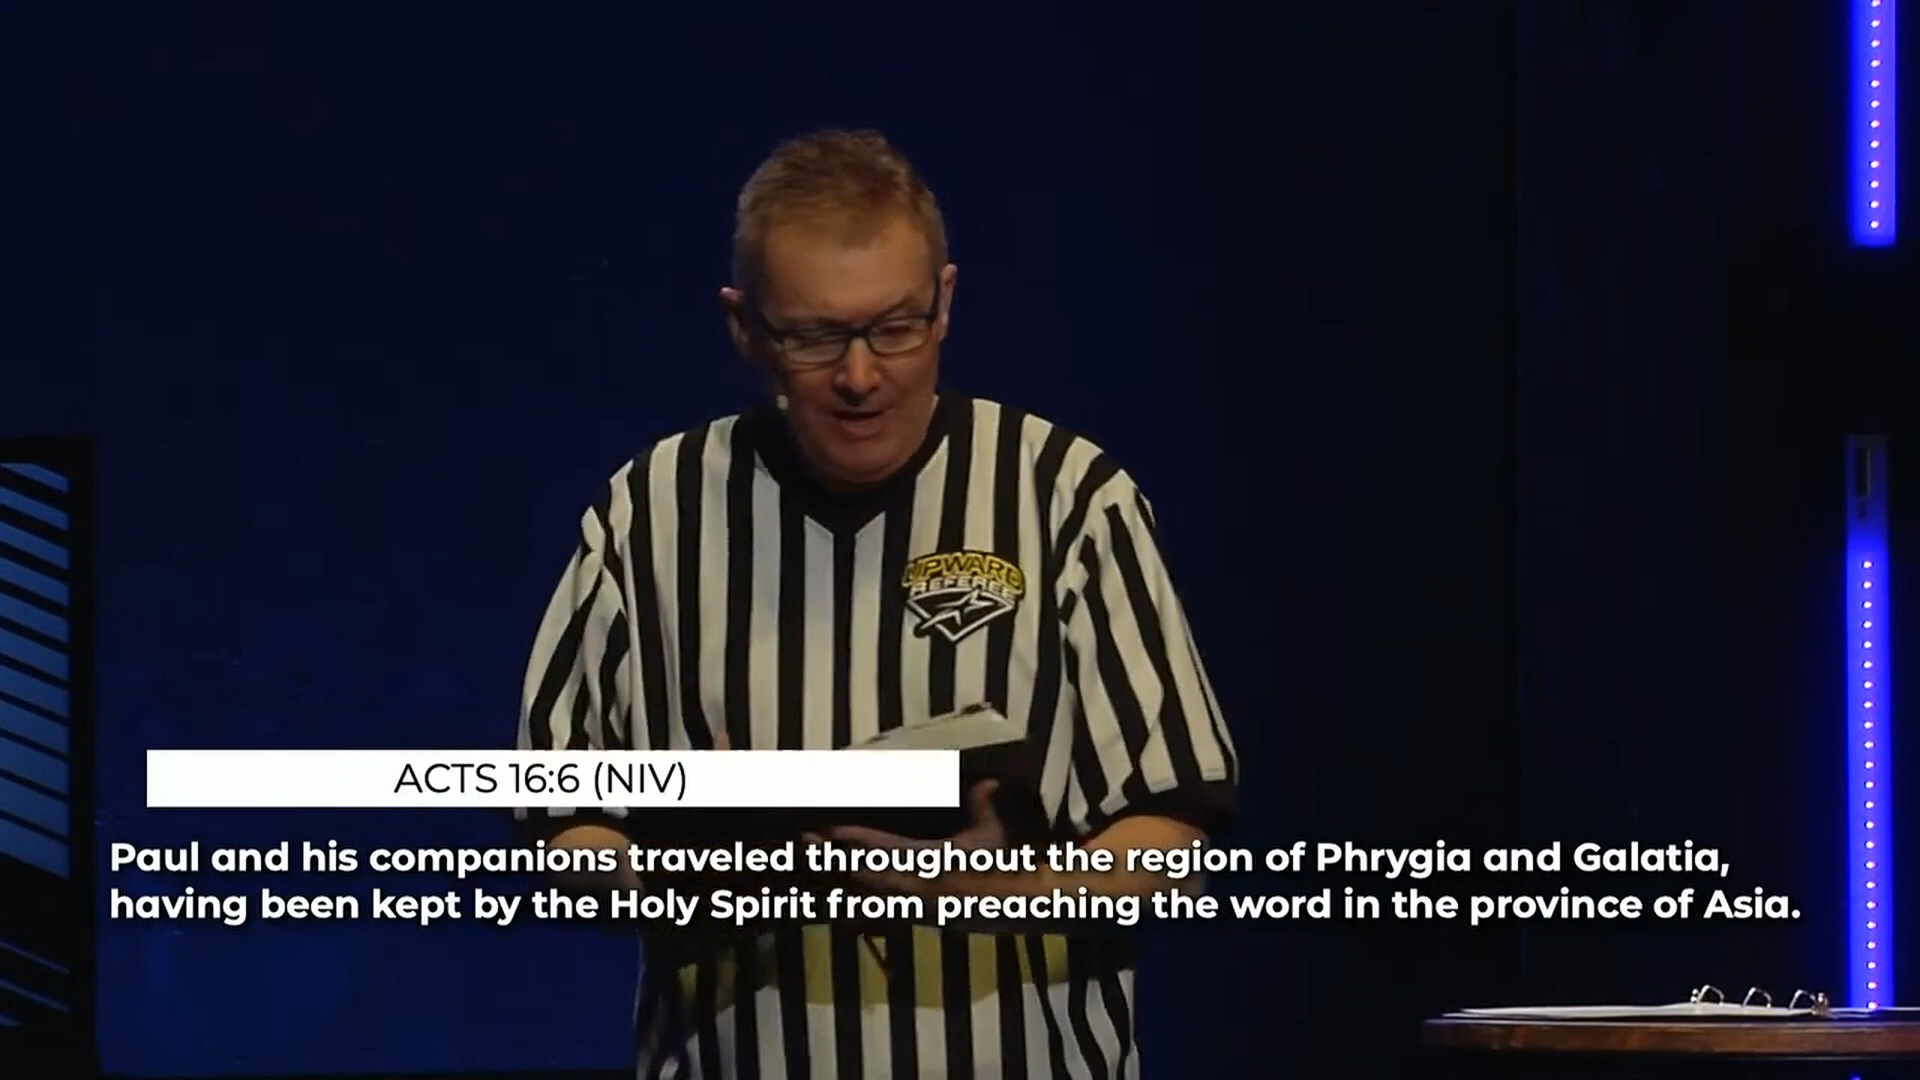 UPWARD
REFEREE
ACTS 16:6 (NIV)
Paul and his companions traveled throughout the region of Phrygia and Galatia,
having been kept by the Holy Spirit from preaching the word in the province of Asia.